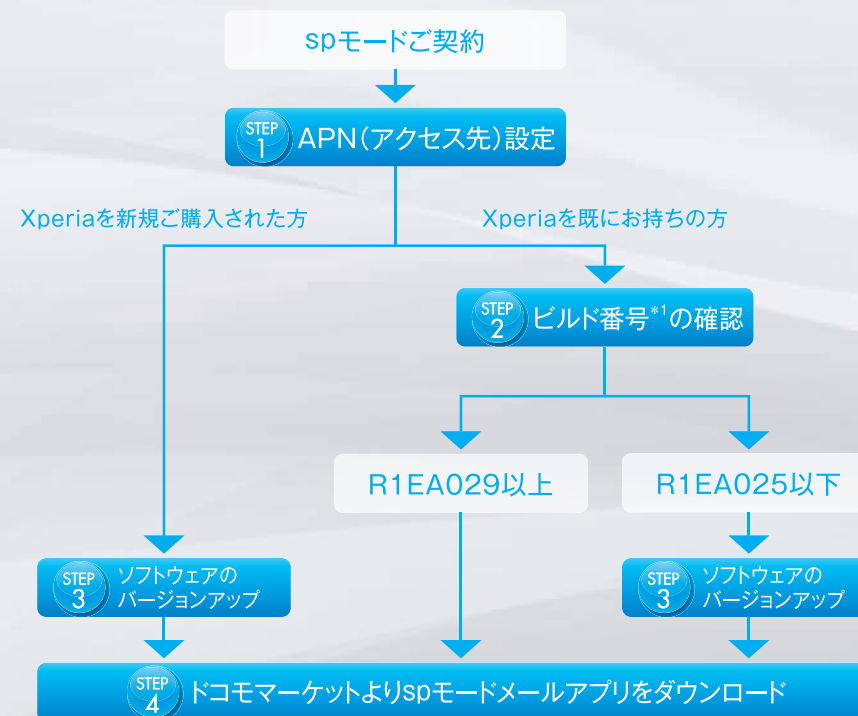 spモードご契約
STEP 1 APN(アクセス先)設定
Xperiaを新規ご購入された方
Xperiaを既にお持ちの方
STEP 2 ビルド番号*1の確認
R1EA029以上
R1EA025以下
STEP 3 ソフトウェアの
バージョンアップ
STEP 3 ソフトウェアの
バージョンアップ
STEP 4 ドコモマーケットよりspモードメールアプリをダウンロード